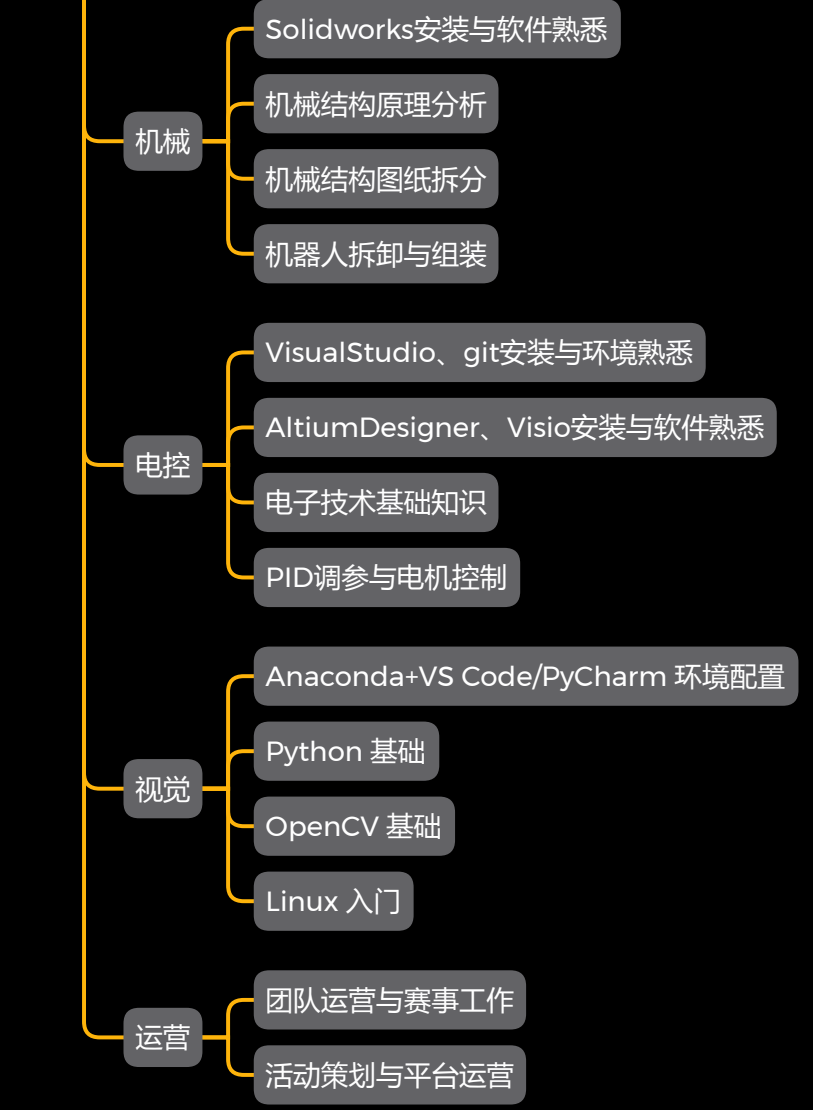 机械
Solidworks安装与软件熟悉
机械结构原理分析
机械结构图纸拆分
机器人拆卸与组装
电控
VisualStudio、git安装与环境熟悉
AltiumDesigner、Visio安装与软件熟悉
电子技术基础知识
PID调参与电机控制
视觉
Anaconda+VS Code/PyCharm 环境配置
Python 基础
OpenCV 基础
Linux 入门
运营
团队运营与赛事工作
活动策划与平台运营